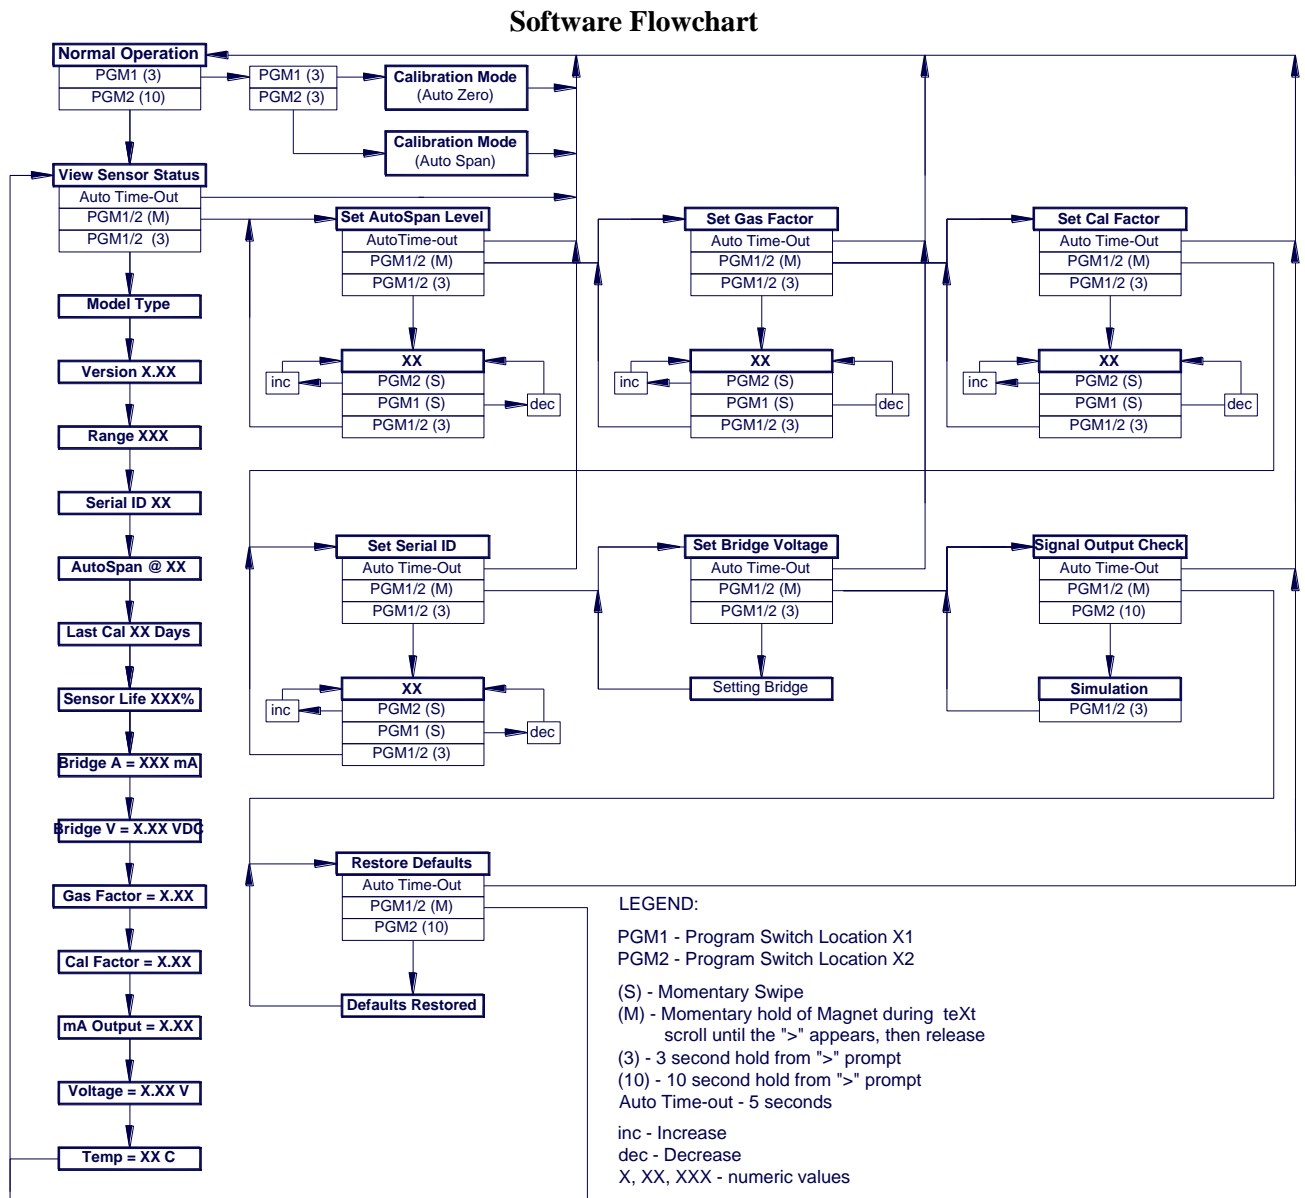 Software Flowchart
Normal Operation
PGM1 (3)
PGM2 (10)
PGM1 (3)
PGM2 (3)
Calibration Mode
(Auto Zero)
Calibration Mode
(Auto Span)
View Sensor Status
Auto Time-Out
PGM1/2 (M)
PGM1/2 (3)
Model Type
Version X.XX
Range XXX
Serial ID XX
AutoSpan @ XX
Last Cal XX Days
Sensor Life XXX%
Bridge A = XXX mA
Bridge V = X.XX VDC
Gas Factor = X.XX
Cal Factor = X.XX
mA Output = X.XX
Voltage = X.XX V
Temp = XX C
Set AutoSpan Level
AutoTime-out
PGM1/2 (M)
PGM1/2 (3)
XX
inc
PGM2 (S)
PGM1 (S)
dec
PGM1/2 (3)
Set Gas Factor
Auto Time-Out
PGM1/2 (M)
PGM1/2 (3)
XX
inc
PGM2 (S)
PGM1 (S)
dec
PGM1/2 (3)
Set Cal Factor
Auto Time-Out
PGM1/2 (M)
PGM1/2 (3)
XX
inc
PGM2 (S)
PGM1 (S)
dec
PGM1/2 (3)
Set Serial ID
Auto Time-Out
PGM1/2 (M)
PGM1/2 (3)
XX
inc
PGM2 (S)
PGM1 (S)
dec
PGM1/2 (3)
Set Bridge Voltage
Auto Time-Out
PGM1/2 (M)
PGM1/2 (3)
Setting Bridge
Signal Output Check
Auto Time-Out
PGM1/2 (M)
PGM2 (10)
Simulation
PGM1/2 (3)
Restore Defaults
Auto Time-Out
PGM1/2 (M)
PGM2 (10)
Defaults Restored
LEGEND:
PGM1 - Program Switch Location X1
PGM2 - Program Switch Location X2
(S) - Momentary Swipe
(M) - Momentary hold of Magnet during teXt
scroll until the ">" appears, then release
(3) - 3 second hold from ">" prompt
(10) - 10 second hold from ">" prompt
Auto Time-out - 5 seconds
inc - Increase
dec - Decrease
X, XX, XXX - numeric values